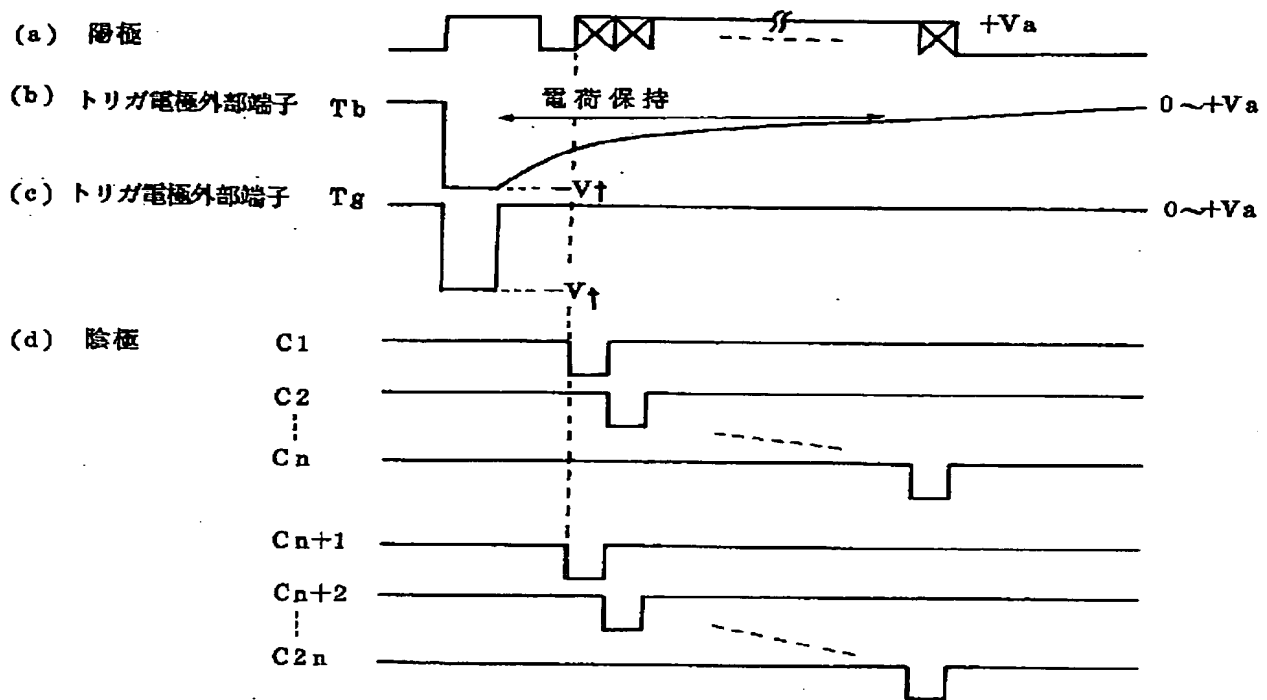 (a) 陽極 +Va
(b) トリガ電極外部端子 Tb 電荷保持 0~+Va
-V↑
(c) トリガ電極外部端子 Tg 0~+Va
-V↑
(d) 陰極 C1
C2
Cn
Cn+1
Cn+2
C2n